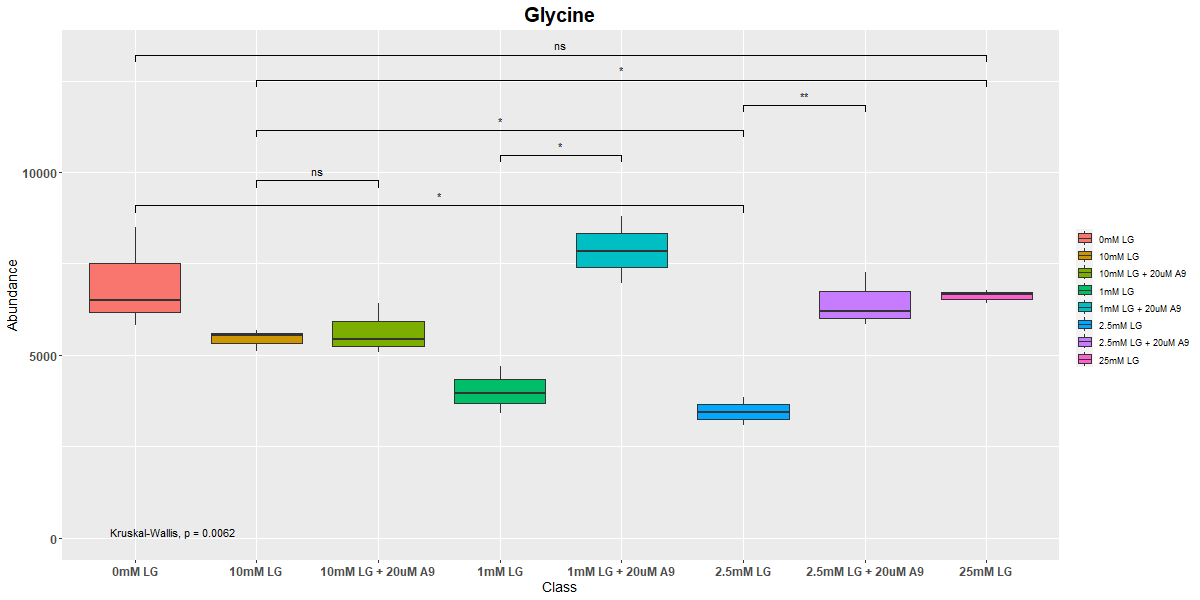 Glycine
ns
*
**
*
*
ns
*
10000
5000
0
Abundance
Kruskal-Wallis, p = 0.0062
0mM LG
10mM LG
10mM LG + 20uM A9
1mM LG
1mM LG + 20uM A9
2.5mM LG
2.5mM LG + 20uM A9
25mM LG
Class
0mM LG
10mM LG
10mM LG + 20uM A9
1mM LG
1mM LG + 20uM A9
2.5mM LG
2.5mM LG + 20uM A9
25mM LG